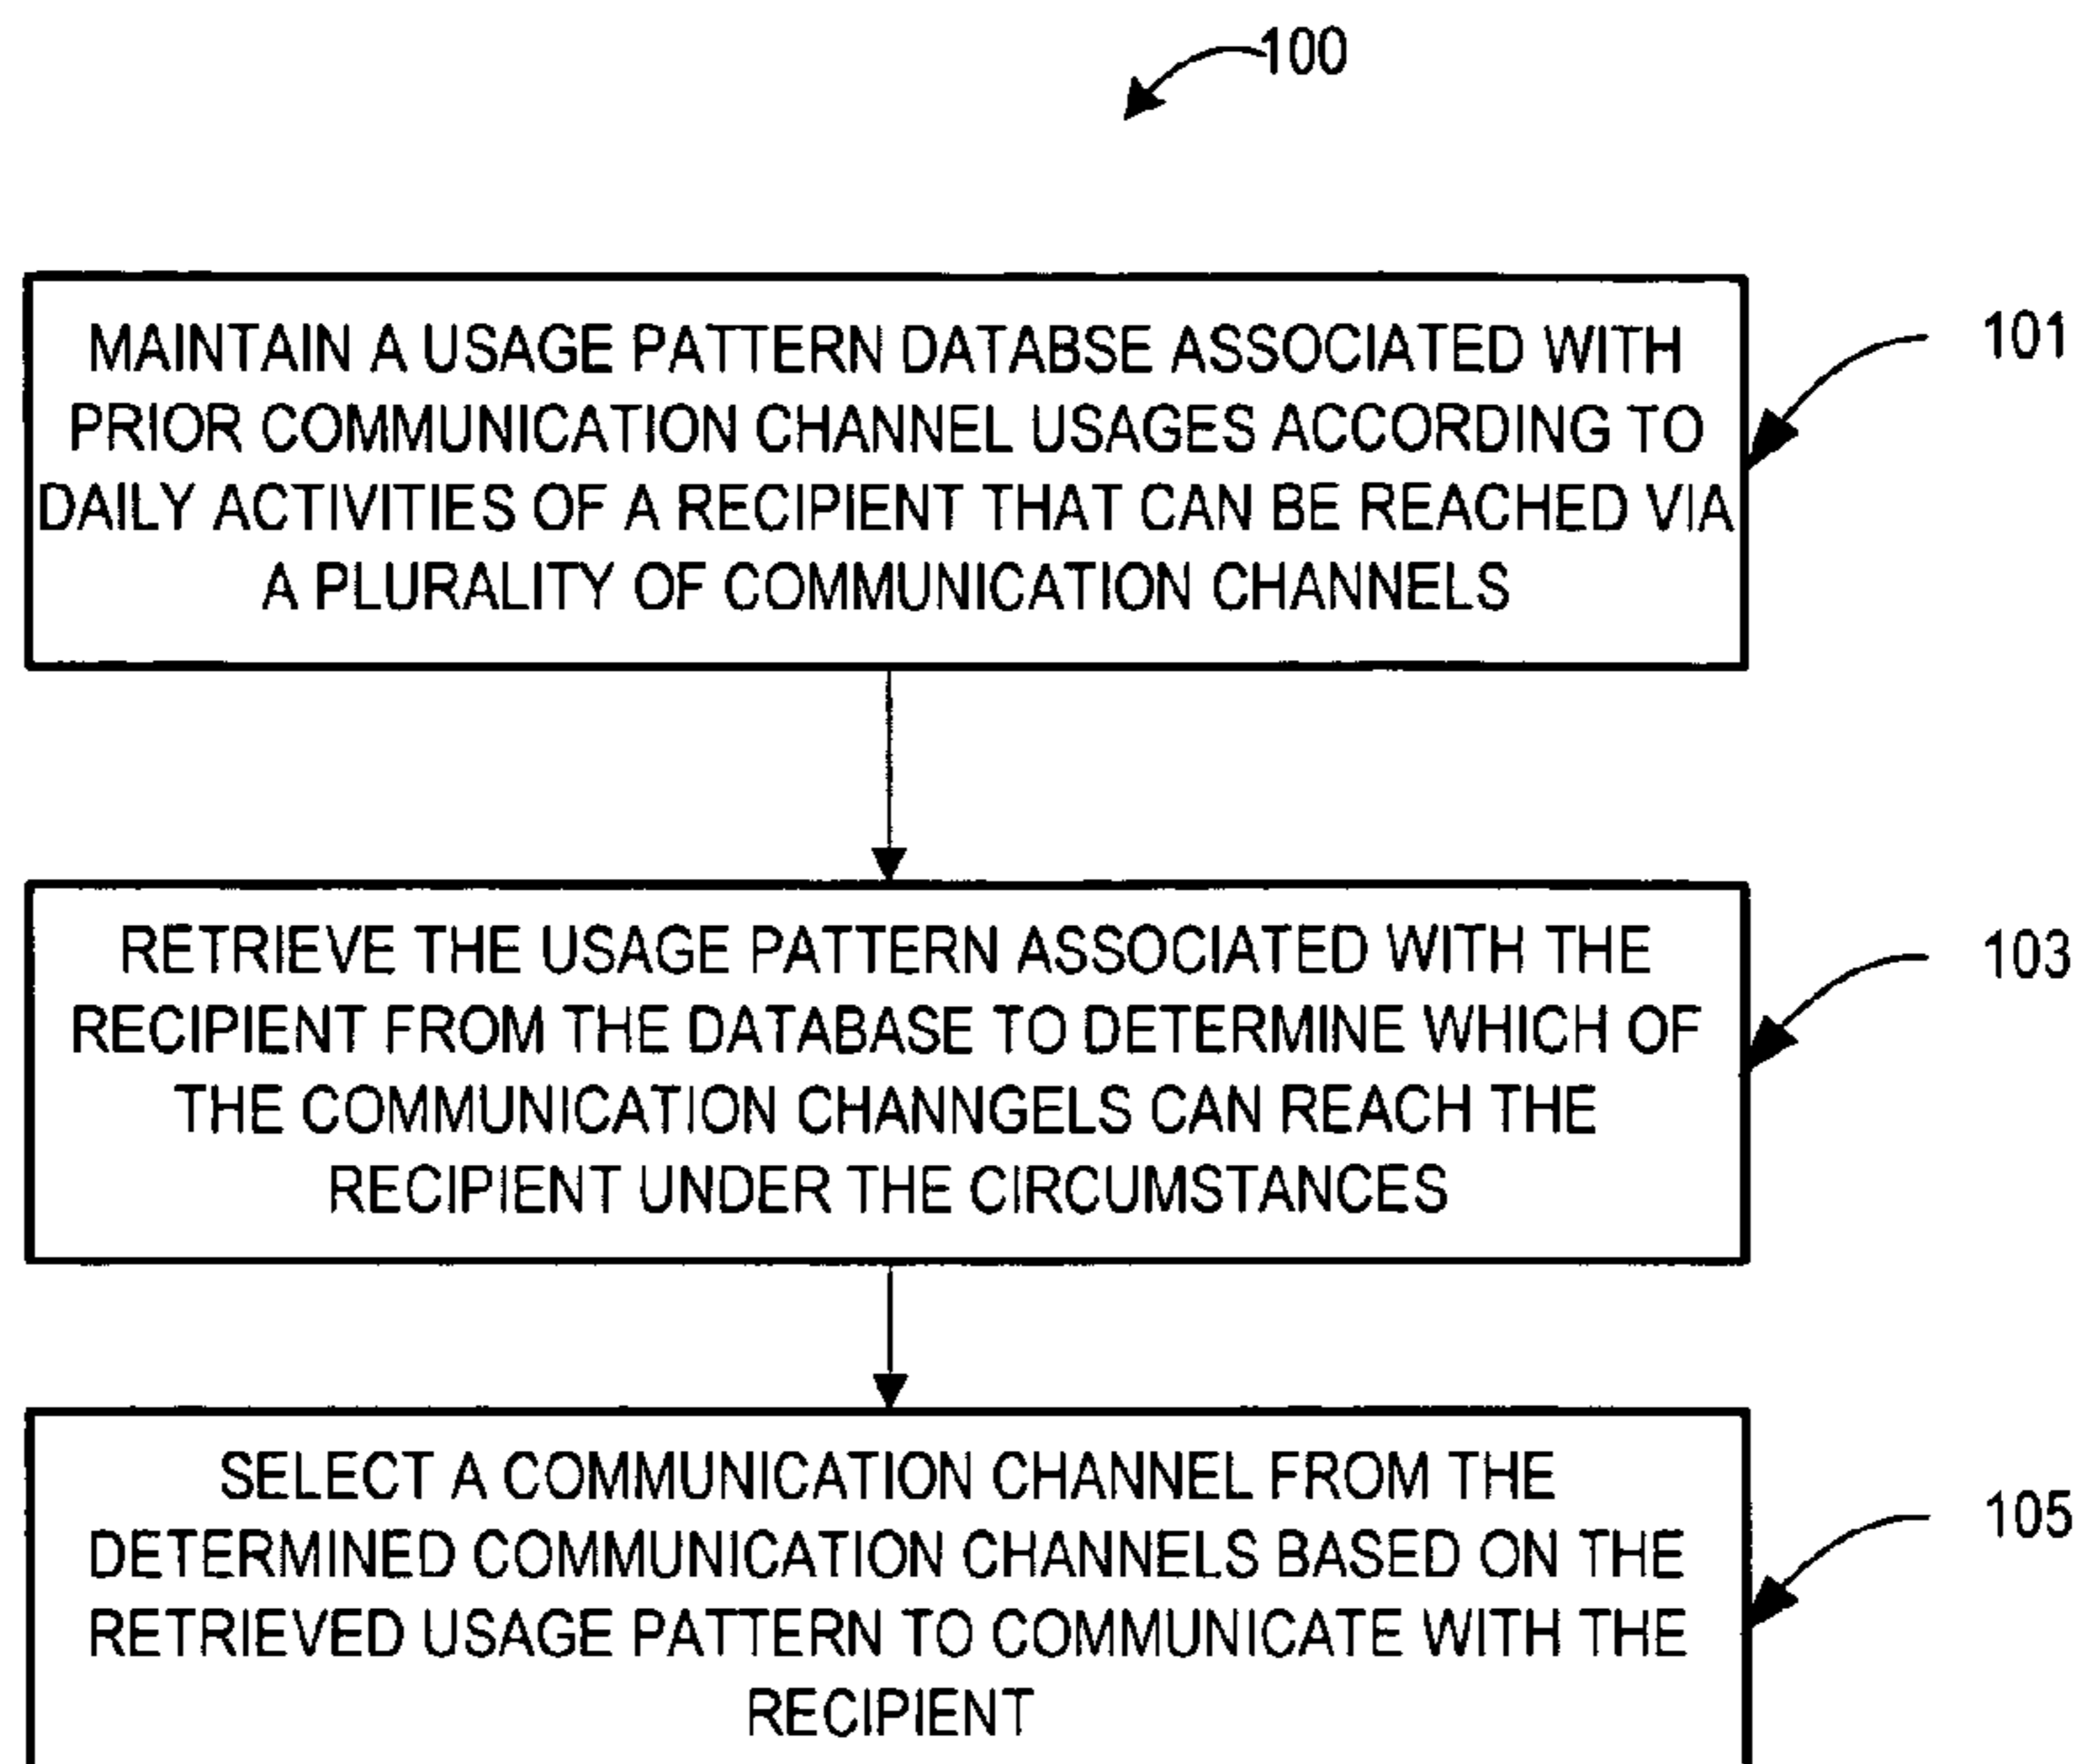 100
MAINTAIN A USAGE PATTERN DATABSE ASSOCIATED WITH
PRIOR COMMUNICATION CHANNEL USAGES ACCORDING TO
DAILY ACTIVITIES OF A RECIPIENT THAT CAN BE REACHED VIA
A PLURALITY OF COMMUNICATION CHANNELS
101
RETRIEVE THE USAGE PATTERN ASSOCIATED WITH THE
RECIPIENT FROM THE DATABASE TO DETERMINE WHICH OF
THE COMMUNICATION CHANNGELS CAN REACH THE
RECIPIENT UNDER THE CIRCUMSTANCES
103
SELECT A COMMUNICATION CHANNEL FROM THE
DETERMINED COMMUNICATION CHANNELS BASED ON THE
RETRIEVED USAGE PATTERN TO COMMUNICATE WITH THE
RECIPIENT
105